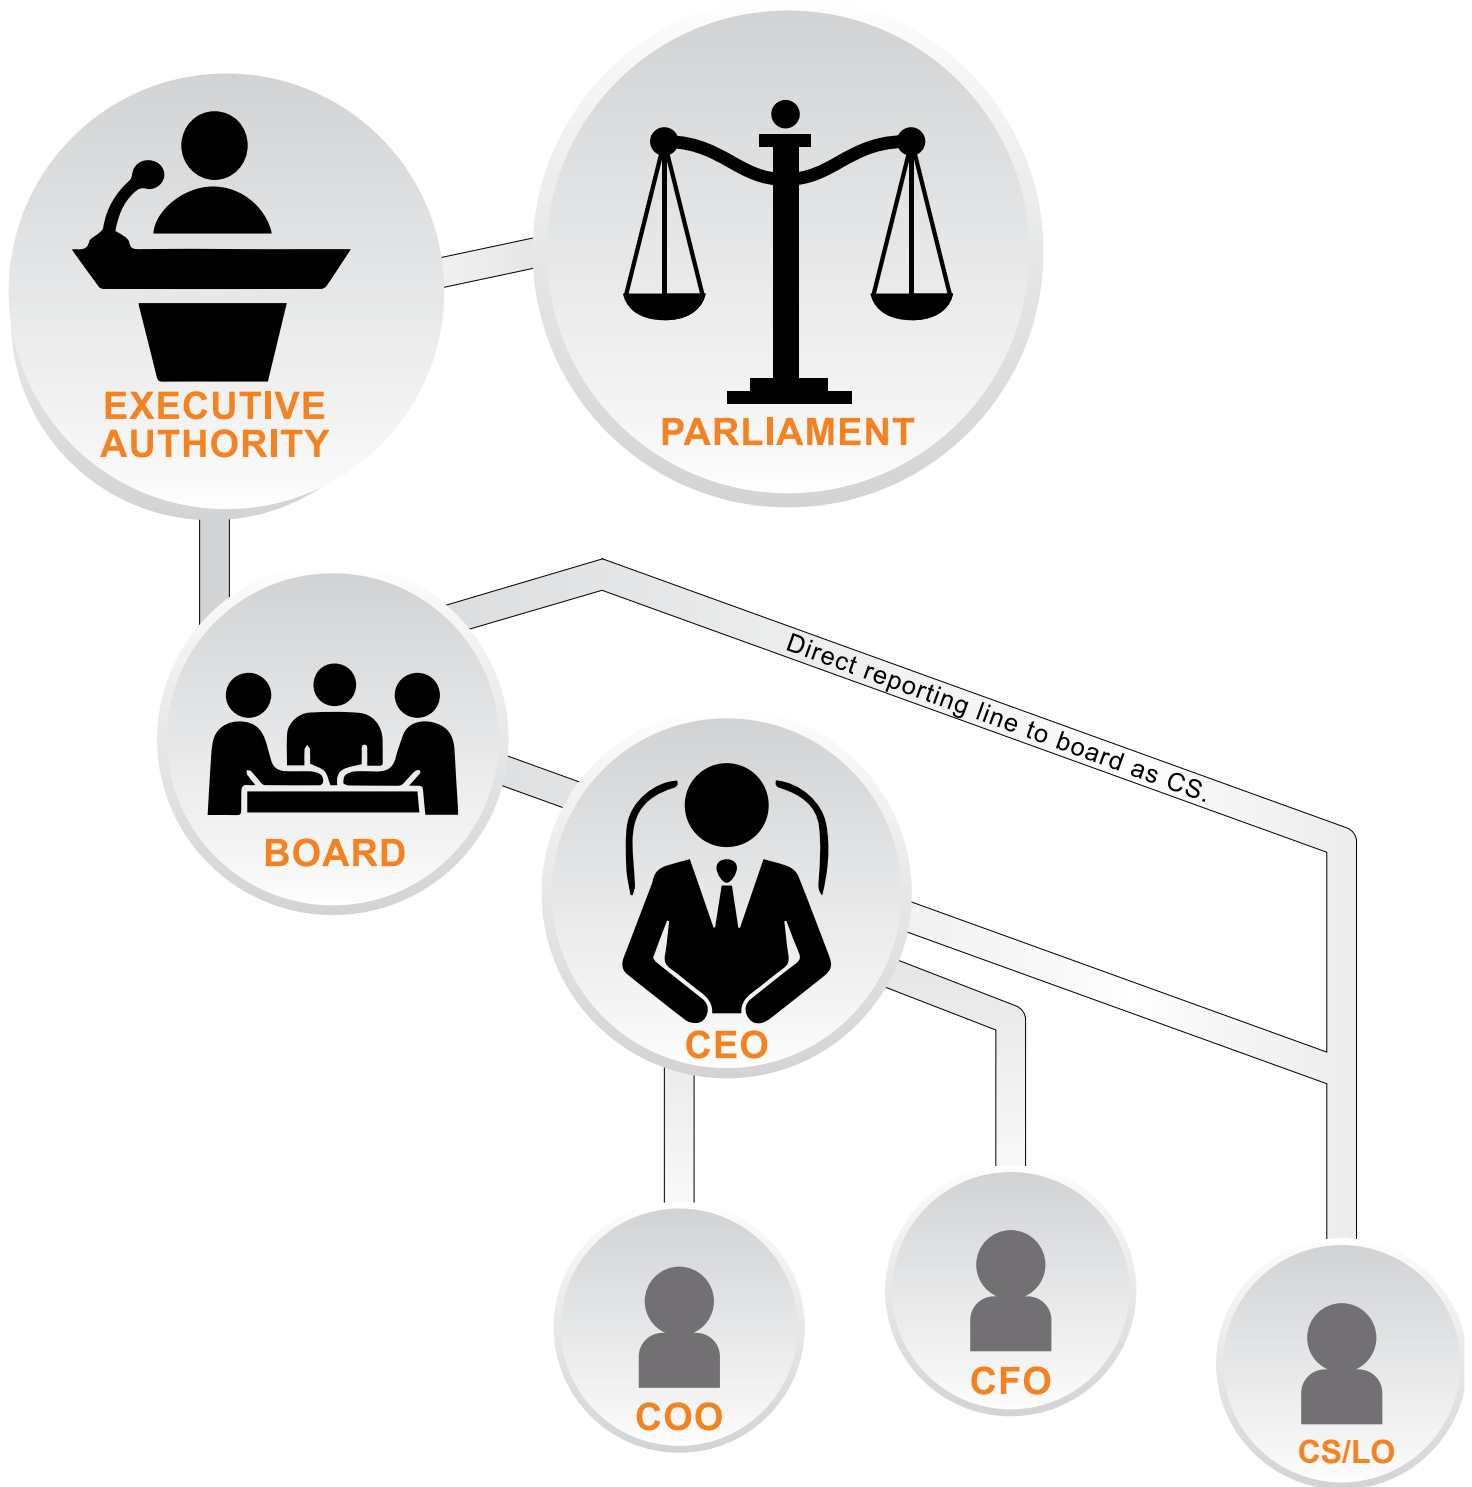 EXECUTIVE
AUTHORITY
PARLIAMENT
Direct reporting line to board as CS.
BOARD
CEO
COO
CFO
CS/LO